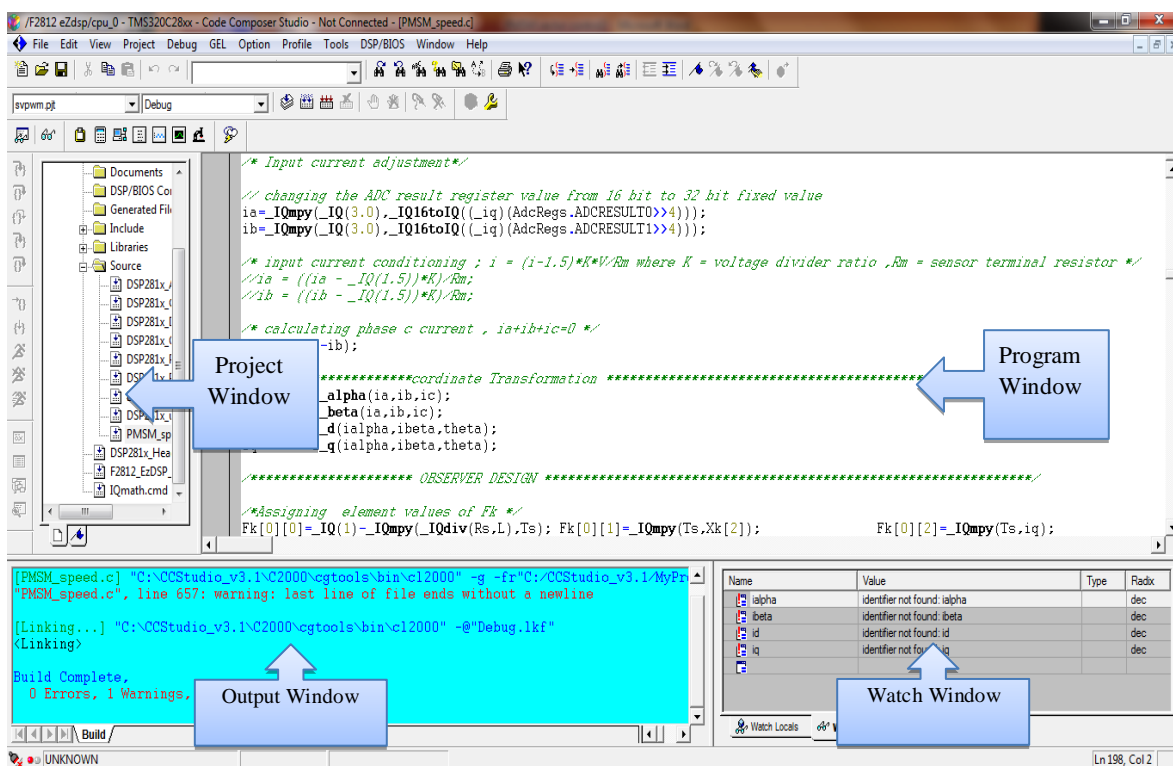 /F2812 eZdsp/cpu_0 - TMS320C28xx - Code Composer Studio - Not Connected - [PMSM_speed.c]
File Edit View Project Debug GEL Option Profile Tools DSP/BIOS Window Help
svpwm.pjt Debug
Documents
DSP/BIOS
Generated
Include
Libraries
Source
DSP281x_
DSP281x_
DSP281x_
DSP281x_
DSP281x_
PMSM_sp
DSP281x_Hea
F2812_EzDSP_
IQmath.cmd
/* Input current adjustment*/
// changing the ADC result register value from 16 bit to 32 bit fixed value
ia=_IQmpy(_IQ(3.0),_IQ16toIQ((_iq)(AdcRegs.ADCRESULT0>>4)));
ib=_IQmpy(_IQ(3.0),_IQ16toIQ((_iq)(AdcRegs.ADCRESULT1>>4)));
/* input current conditioning ; i = (i-1.5)*K*V/Rm where K = voltage divider ratio ,Rm = sensor terminal resistor */
//ia = ((ia - _IQ(1.5))*K)/Rm;
//ib = ((ib - _IQ(1.5))*K)/Rm;
/* calculating phase c current , ia+ib+ic=0 */
-ib);
************cordinate Transformation ******************************************
_alpha(ia,ib,ic);
_beta(ia,ib,ic);
_d(ialpha,ibeta,theta);
_q(ialpha,ibeta,theta);
/********************* OBSERVER DESIGN ***************************************************************/
/*Assigning element values of Fk */
Fk[0][0]=_IQ(1)-_IQmpy(_IQdiv(Rs,L),Ts); Fk[0][1]=_IQmpy(Ts,Xk[2]); Fk[0][2]=_IQmpy(Ts,iq);
Project
Window
Program
Window
[PMSM_speed.c] "C:\CCStudio_v3.1\C2000\cgtools\bin\cl2000" -g -fr"C:/CCStudio_v3.1/MyPr
"PMSM_speed.c", line 657: warning: last line of file ends without a newline
[Linking...] "C:\CCStudio_v3.1\C2000\cgtools\bin\cl2000" -@"Debug.lkf"
<Linking>
Build Complete,
0 Errors, 1 Warnings,
Output Window
Build
Name Value Type Radix
ialpha identifier not found: ialpha dec
ibeta identifier not found: ibeta dec
id identifier not found: id dec
iq identifier not found: iq dec
Watch Window
Watch Locals
UNKNOWN
Ln 198, Col 2